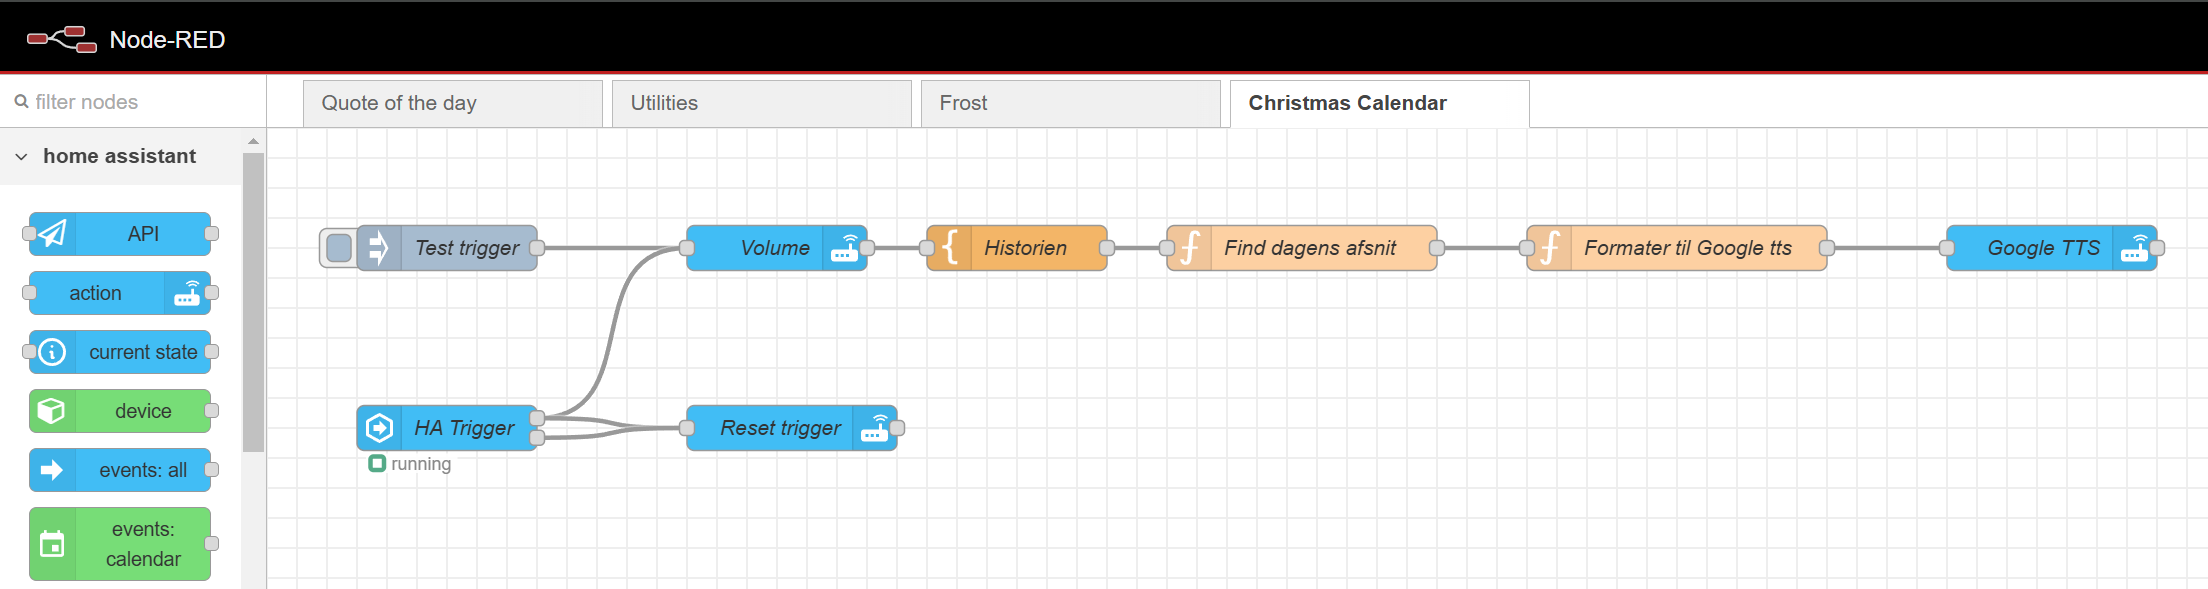 Node-RED
filter nodes
Quote of the day
Utilities
Frost
Christmas Calendar
home assistant
API
action
current state
device
events: all
events:
calendar
Test trigger
Volume
Historien
Find dagens afsnit
Formater til Google tts
Google TTS
HA Trigger
running
Reset trigger